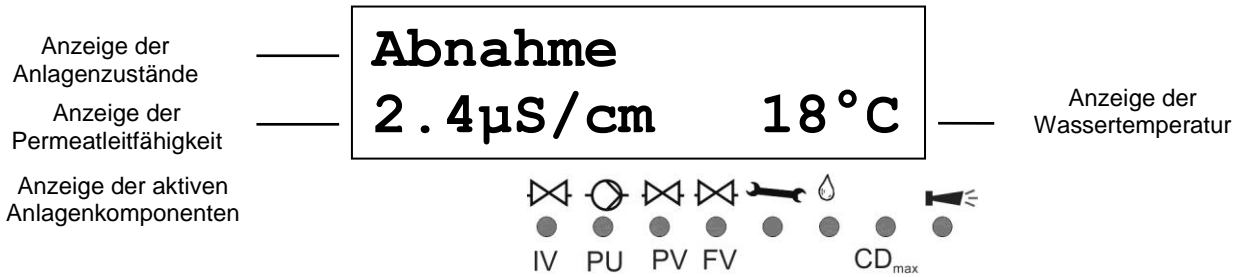 Anzeige der
Anlagenzustände
Abnahme
Anzeige der
Permeatleitfähigkeit
2.4µS/cm 18°C
Anzeige der
Wassertemperatur
Anzeige der aktiven
Anlagenkomponenten
IV PU PV FV CDmax